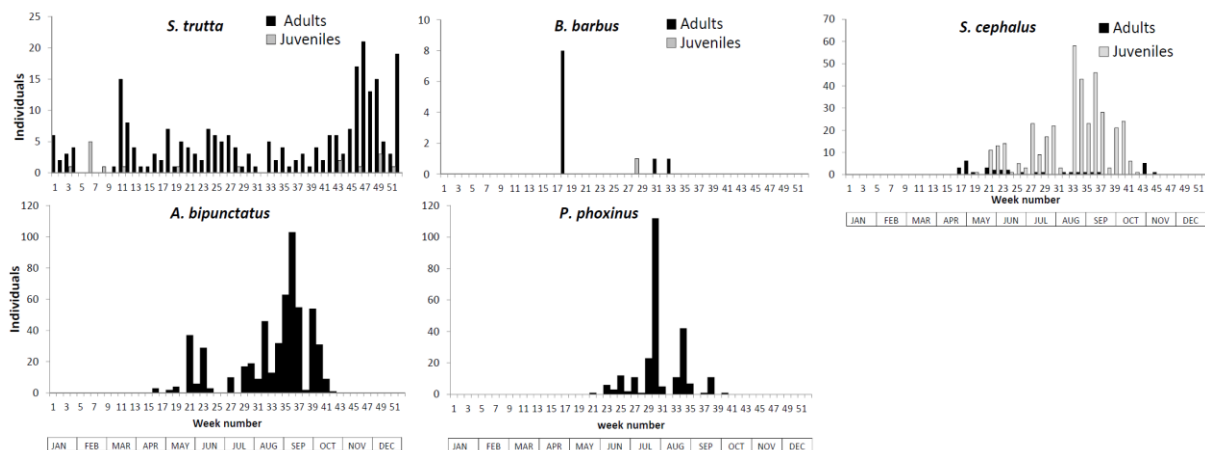 S. trutta
Adults
Juveniles
25
20
15
10
5
0
Individuals
1 3 5 7 9 11 13 15 17 19 21 23 25 27 29 31 33 35 37 39 41 43 45 47 49 51
B. barbus
Adults
Juveniles
10
8
6
4
2
0
1 3 5 7 9 11 13 15 17 19 21 23 25 27 29 31 33 35 37 39 41 43 45 47 49 51
S. cephalus
Adults
Juveniles
70
60
50
40
30
20
10
0
1 3 5 7 9 11 13 15 17 19 21 23 25 27 29 31 33 35 37 39 41 43 45 47 49 51
Week number
JAN FEB MAR APR MAY JUN JUL AUG SEP OCT NOV DEC
A. bipunctatus
120
100
80
60
40
20
0
Individuals
1 3 5 7 9 11 13 15 17 19 21 23 25 27 29 31 33 35 37 39 41 43 45 47 49 51
Week number
JAN FEB MAR APR MAY JUN JUL AUG SEP OCT NOV DEC
P. phoxinus
120
100
80
60
40
20
0
1 3 5 7 9 11 13 15 17 19 21 23 25 27 29 31 33 35 37 39 41 43 45 47 49 51
week number
JAN FEB MAR APR MAY JUN JUL AUG SEP OCT NOV DEC